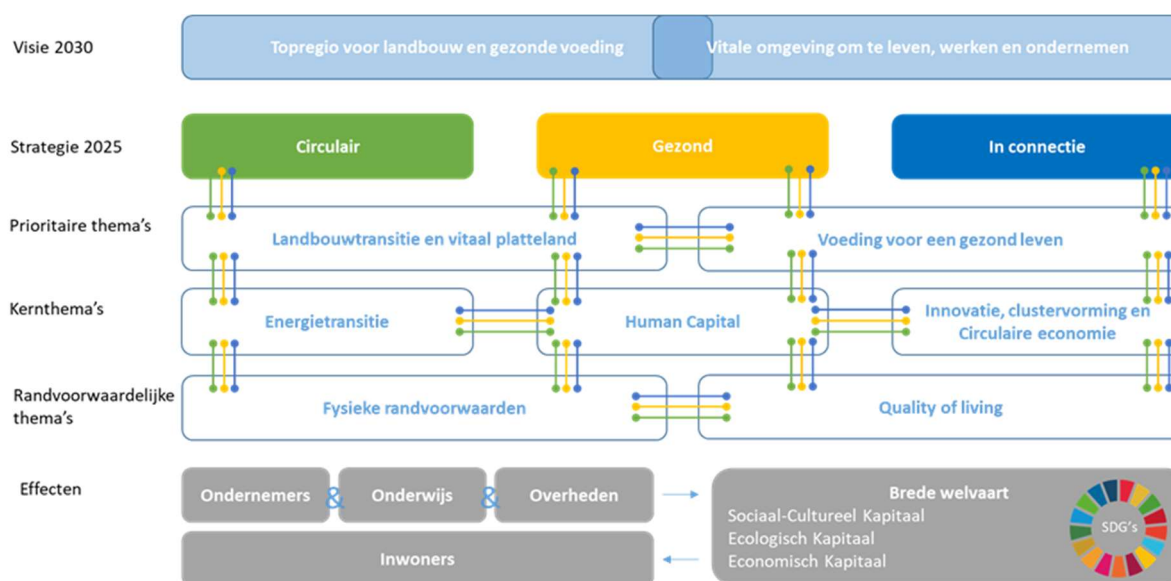 Visie 2030
Topregio voor landbouw en gezonde voeding
Vitale omgeving om te leven, werken en ondernemen
Strategie 2025
Circulair
Gezond
In connectie
Prioritaire thema's
Landbouwtransitie en vitaal platteland
Voeding voor een gezond leven
Kernthema's
Energietransitie
Human Capital
Innovatie, clustervorming en
Circulaire economie
Randvoorwaardelijke
thema's
Fysieke randvoorwaarden
Quality of living
Effecten
Ondernemers & Onderwijs & Overheden
Inwoners
Brede welvaart
Sociaal-Cultureel Kapitaal
Ecologisch Kapitaal
Economisch Kapitaal
SDG's